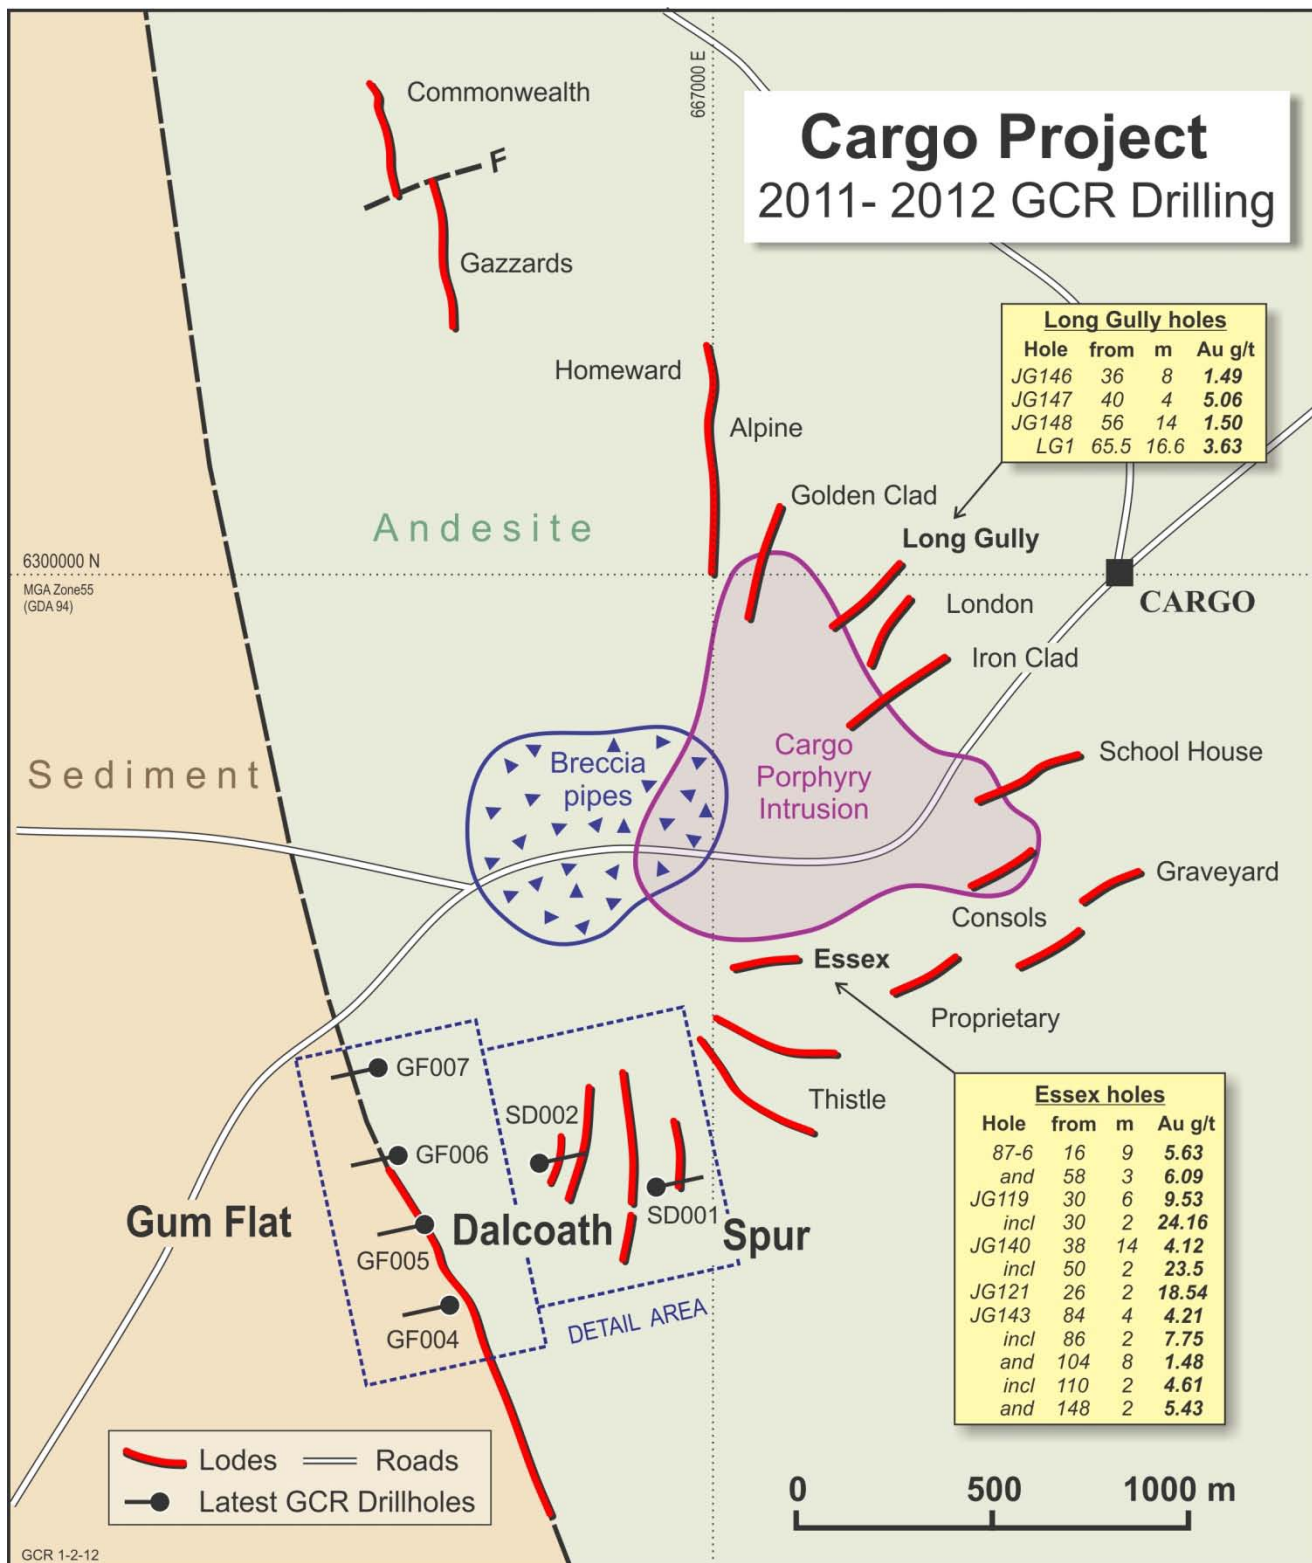 Cargo Project
2011- 2012 GCR Drilling
667000 E
Commonwealth
F
Gazzards
Homeward
Alpine
Long Gully holes
Hole from m Au g/t
JG146 36 8 1.49
JG147 40 4 5.06
JG148 56 14 1.50
LG1 65.5 16.6 3.63
Golden Clad
Andesite
Long Gully
6300000 N
MGA Zone55
(GDA 94)
London
CARGO
Iron Clad
Sediment
Breccia
pipes
Cargo
Porphyry
Intrusion
School House
Graveyard
Consols
Essex
Proprietary
GF007
Thistle
SD002
GF006
SD001
Gum Flat
Dalcoath
Spur
GF005
GF004
DETAIL AREA
Essex holes
Hole from m Au g/t
87-6 16 9 5.63
and 58 3 6.09
JG119 30 6 9.53
incl 30 2 24.16
JG140 38 14 4.12
incl 50 2 23.5
JG121 26 2 18.54
JG143 84 4 4.21
incl 86 2 7.75
and 104 8 1.48
incl 110 2 4.61
and 148 2 5.43
Lodes Roads
Latest GCR Drillholes
0 500 1000 m
GCR 1-2-12